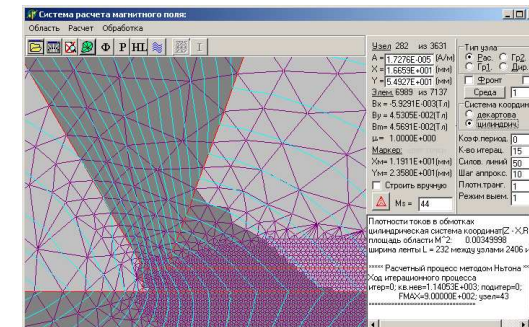 Система расчета магнитного поля:
Область Расчет Обработка
Ф P HL I
Узел 282 из 3631
A = 1.7276E-005 (А/м)
X = 1.6659E+001 (мм)
Y = 5.4927E+001 (мм)
Элем. 6989 из 7137
Bx = -5.9291E-003(Тл)
By = 4.5305E-002(Тл)
Bm= 4.5691E-002(Тл)
μ= 1.0000E+000
Маркер:
Xм= 1.1911E+001(мм)
Yм= 2.3580E+001(мм)
Строить вручную
Ms = 44
Тип узла
Рас. Гр2.
Гр1. Дир.
Фронт
Среда 1
Система координ
декартова
цилиндрич
Коэф период. 0
К-во итерац. 15
Силов. линий 50
Шаг аппрокс. 10
Плотн.транг. 1
Режим выем. 1
Плотности токов в обмотках
цилиндрическая система координат(Z - X,R
площадь области М^2: 0.00349998
ширина ленты L = 232 между узлами 2406 и
***** Расчетный процесс методом Ньтона **
Ход итерационного процесса
итер=0; кв.нев=1.14053E+003; подитер=0;
FMAX=9.00000E+002; узел=43